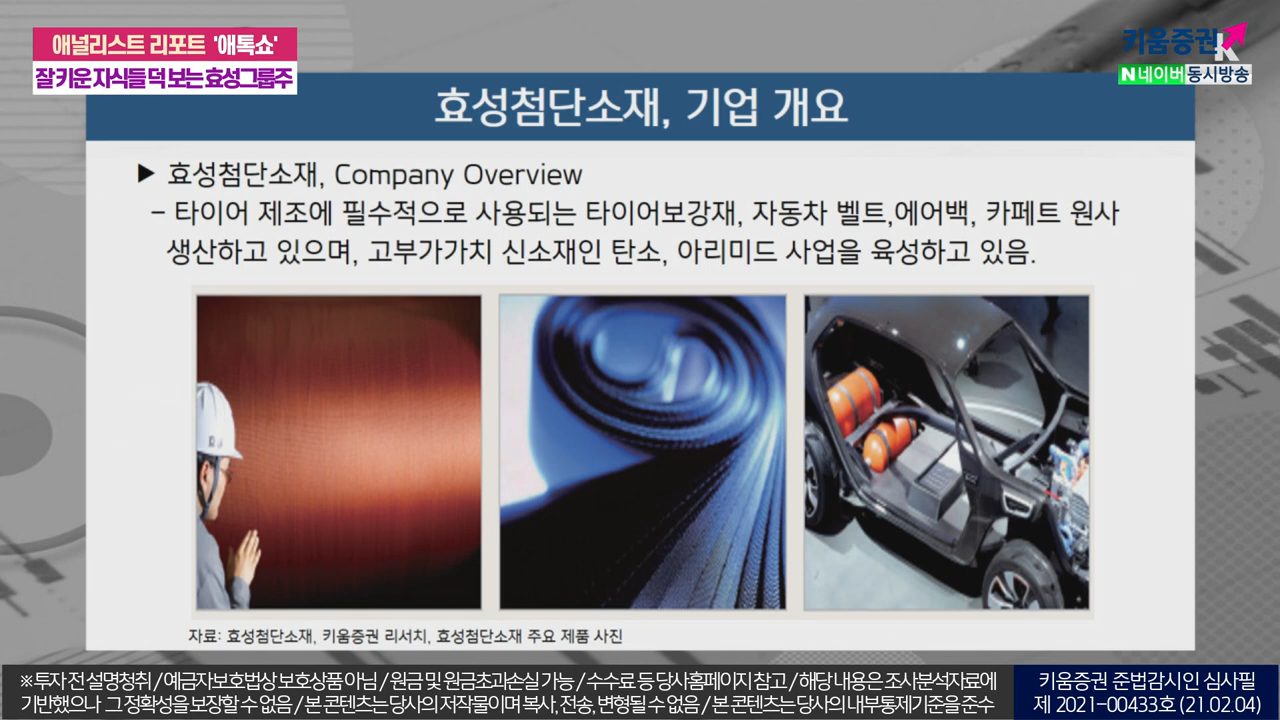 애널리스트 리포트 '애톡쇼'
잘 키운 자식들 덕 보는 효성그룹주
키움증권
N 네이버 동시방송
효성첨단소재, 기업 개요
▶ 효성첨단소재, Company Overview
– 타이어 제조에 필수적으로 사용되는 타이어보강재, 자동차 벨트,에어백, 카페트 원사
생산하고 있으며, 고부가가치 신소재인 탄소, 아리미드 사업을 육성하고 있음.
자료: 효성첨단소재, 키움증권 리서치, 효성첨단소재 주요 제품 사진
※ 투자 전 설명청취 / 예금자보호법상 보호상품 아님 / 원금 및 원금초과손실 가능 / 수수료 등 당사홈페이지 참고 / 해당 내용은 조사분석자료에
기반했으나 그 정확성을 보장할 수 없음 / 본 콘텐츠는 당사의 저작물이며 복사, 전송, 변형될 수 없음 / 본 콘텐츠는 당사의 내부통제기준을 준수
키움증권 준법감시인 심사필
제 2021-00433호 (21.02.04)